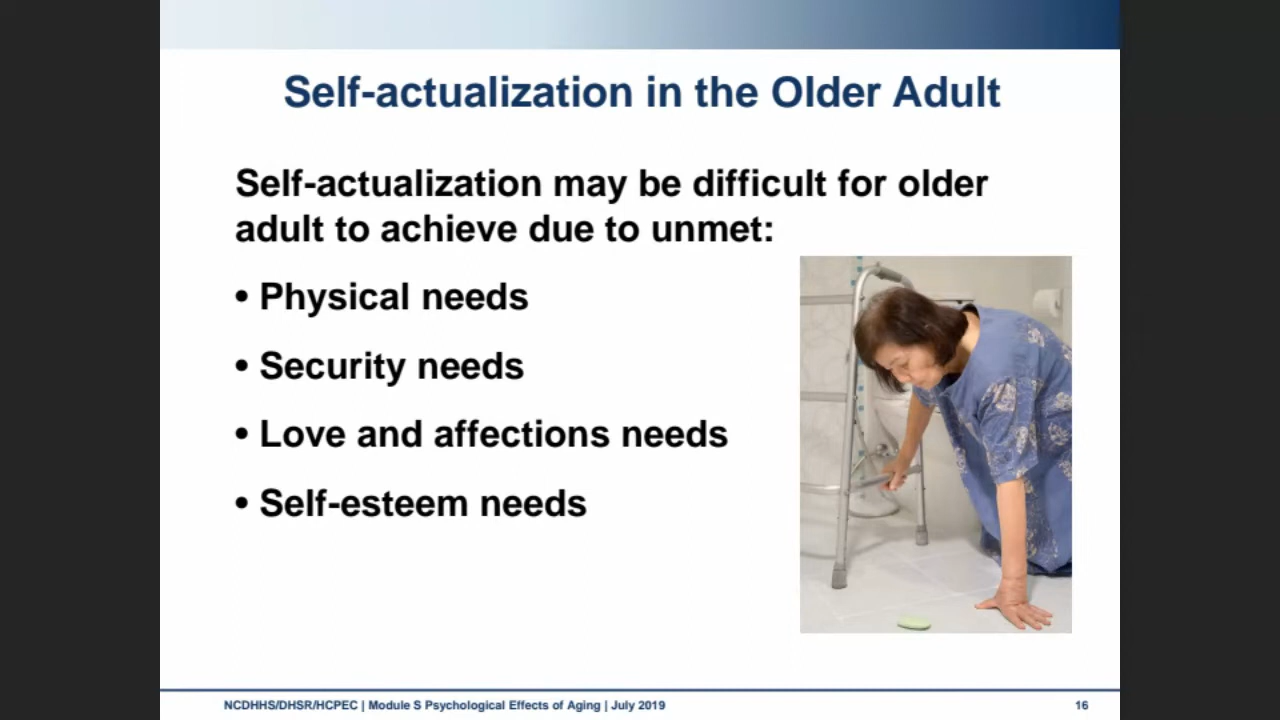 Self-actualization in the Older Adult
Self-actualization may be difficult for older
adult to achieve due to unmet:
• Physical needs
• Security needs
• Love and affections needs
• Self-esteem needs
NCDHHS/DHSR/HCPEC | Module S Psychological Effects of Aging | July 2019
16